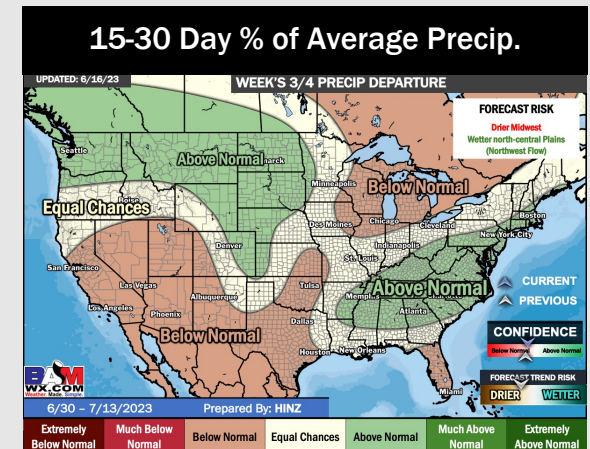 15-30 Day % of Average Precip.
UPDATED: 6/16/23
WEEK'S 3/4 PRECIP DEPARTURE
FORECAST RISK
Drier Midwest
Wetter north-central Plains
(Northwest Flow)
Seattle
Above Normal
Minneapolis
Below Normal
Boise
Equal Chances
Des Moines
Chicago
Cleveland
Boston
New York City
Indianapolis
Denver
St. Louis
San Francisco
Las Vegas
Albuquerque
Tulsa
Memphis
Above Normal
CURRENT
PREVIOUS
Los Angeles
Phoenix
Atlanta
Below Normal
Dallas
Houston
New Orleans
Miami
CONFIDENCE
Below Normal
Above Normal
FORECAST TREND RISK
DRIER
WETTER
BAM
WX.COM
Weather. Made. Simple.
6/30 – 7/13/2023
Prepared By: HINZ
Extremely Below Normal
Much Below Normal
Below Normal
Equal Chances
Above Normal
Much Above Normal
Extremely Above Normal